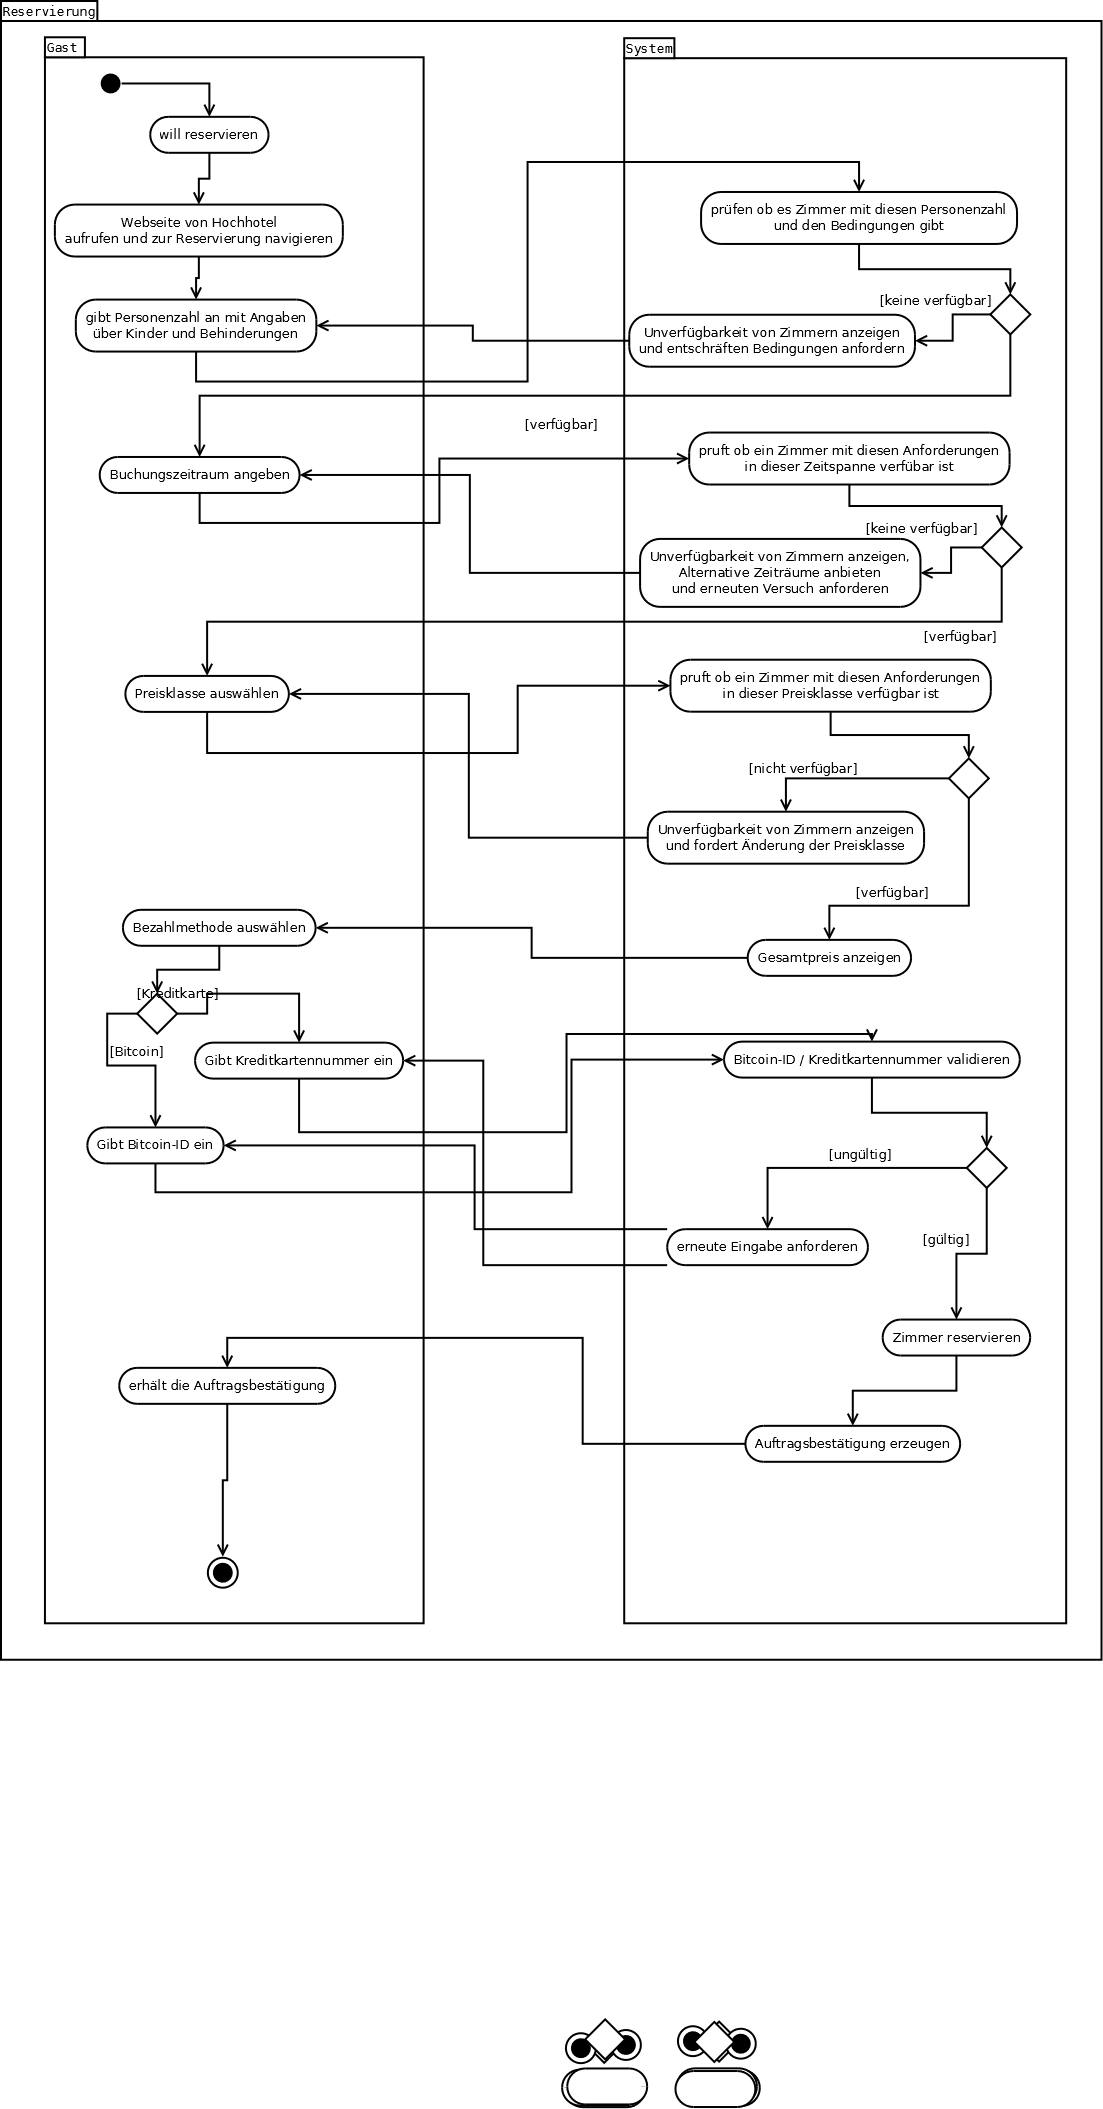 Reservierung
Gast
System
will reservieren
Webseite von Hochhotel
aufrufen und zur Reservierung navigieren
prüfen ob es Zimmer mit diesen Personenzahl
und den Bedingungen gibt
[keine verfügbar]
gibt Personenzahl an mit Angaben
über Kinder und Behinderungen
Unverfügbarkeit von Zimmern anzeigen
und entschräften Bedingungen anfordern
[verfügbar]
Buchungszeitraum angeben
pruft ob ein Zimmer mit diesen Anforderungen
in dieser Zeitspanne verfübar ist
[keine verfügbar]
Unverfügbarkeit von Zimmern anzeigen,
Alternative Zeiträume anbieten
und erneuten Versuch anforderen
[verfügbar]
Preisklasse auswählen
pruft ob ein Zimmer mit diesen Anforderungen
in dieser Preisklasse verfügbar ist
[nicht verfügbar]
Unverfügbarkeit von Zimmern anzeigen
und fordert Änderung der Preisklasse
[verfügbar]
Bezahlmethode auswählen
Gesamtpreis anzeigen
[Kreditkarte]
[Bitcoin]
Gibt Kreditkartennummer ein
Bitcoin-ID / Kreditkartennummer validieren
Gibt Bitcoin-ID ein
[ungültig]
[gültig]
erneute Eingabe anforderen
Zimmer reservieren
erhält die Auftragsbestätigung
Auftragsbestätigung erzeugen